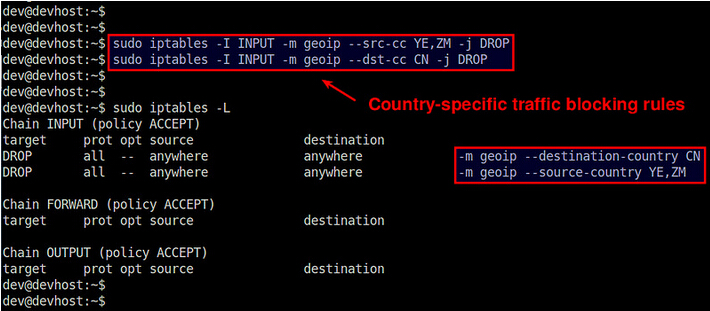 dev@devhost:~$
dev@devhost:~$
dev@devhost:~$ sudo iptables -I INPUT -m geoip --src-cc YE,ZM -j DROP
dev@devhost:~$ sudo iptables -I INPUT -m geoip --dst-cc CN -j DROP
dev@devhost:~$
dev@devhost:~$
Country-specific traffic blocking rules
dev@devhost:~$ sudo iptables -L
Chain INPUT (policy ACCEPT)
target     prot opt source               destination
DROP       all  --  anywhere             anywhere             -m geoip --destination-country CN
DROP       all  --  anywhere             anywhere             -m geoip --source-country YE,ZM
Chain FORWARD (policy ACCEPT)
target     prot opt source               destination
Chain OUTPUT (policy ACCEPT)
target     prot opt source               destination
dev@devhost:~$
dev@devhost:~$